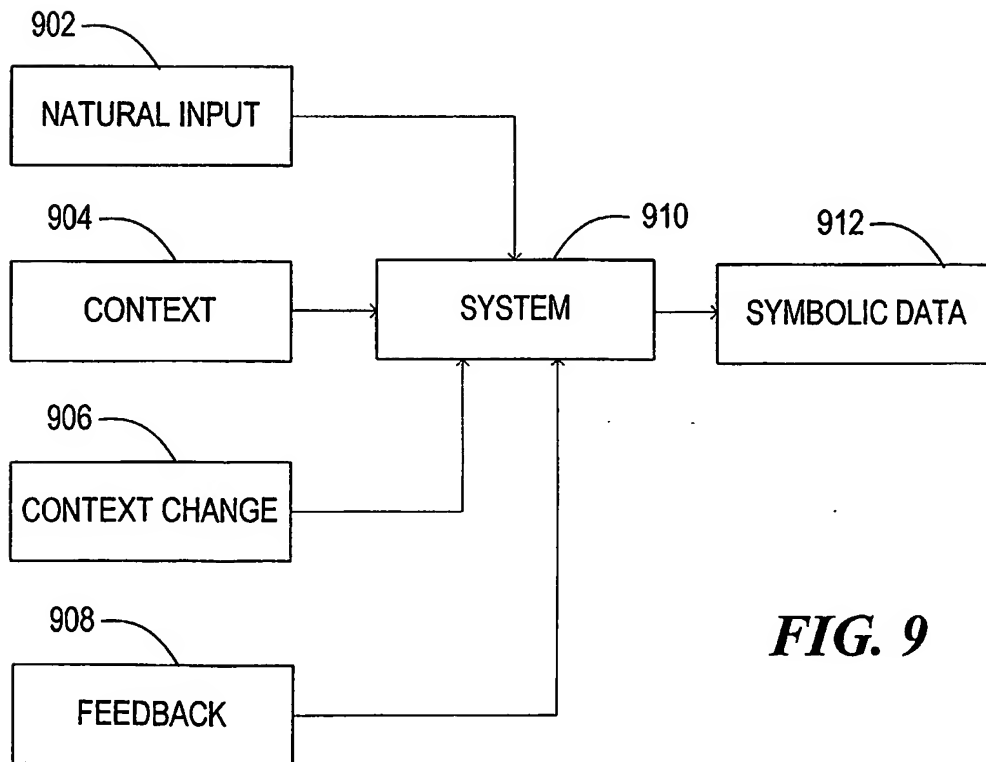 902
NATURAL INPUT
904
CONTEXT
910
SYSTEM
912
SYMBOLIC DATA
906
CONTEXT CHANGE
908
FEEDBACK
FIG. 9